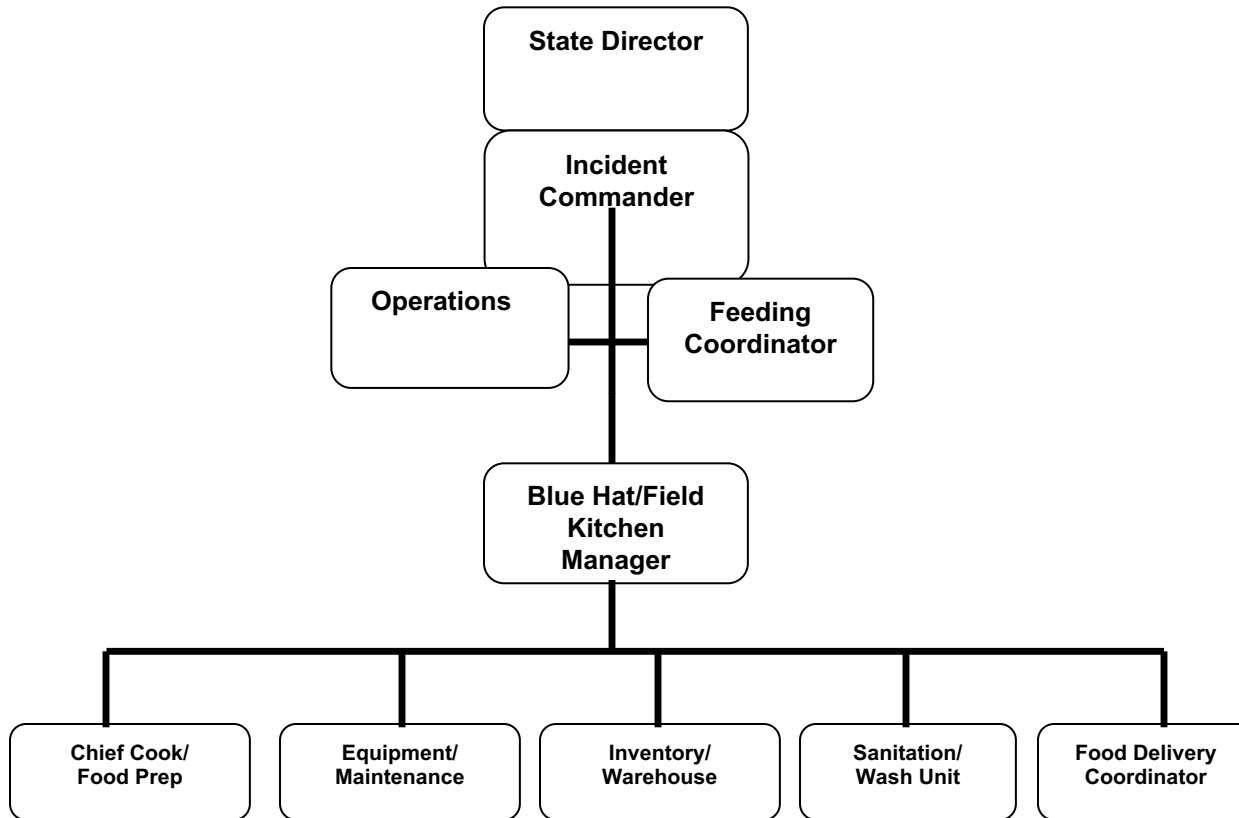 State Director
Incident
Commander
Operations
Feeding
Coordinator
Blue Hat/Field
Kitchen
Manager
Chief Cook/
Food Prep
Equipment/
Maintenance
Inventory/
Warehouse
Sanitation/
Wash Unit
Food Delivery
Coordinator